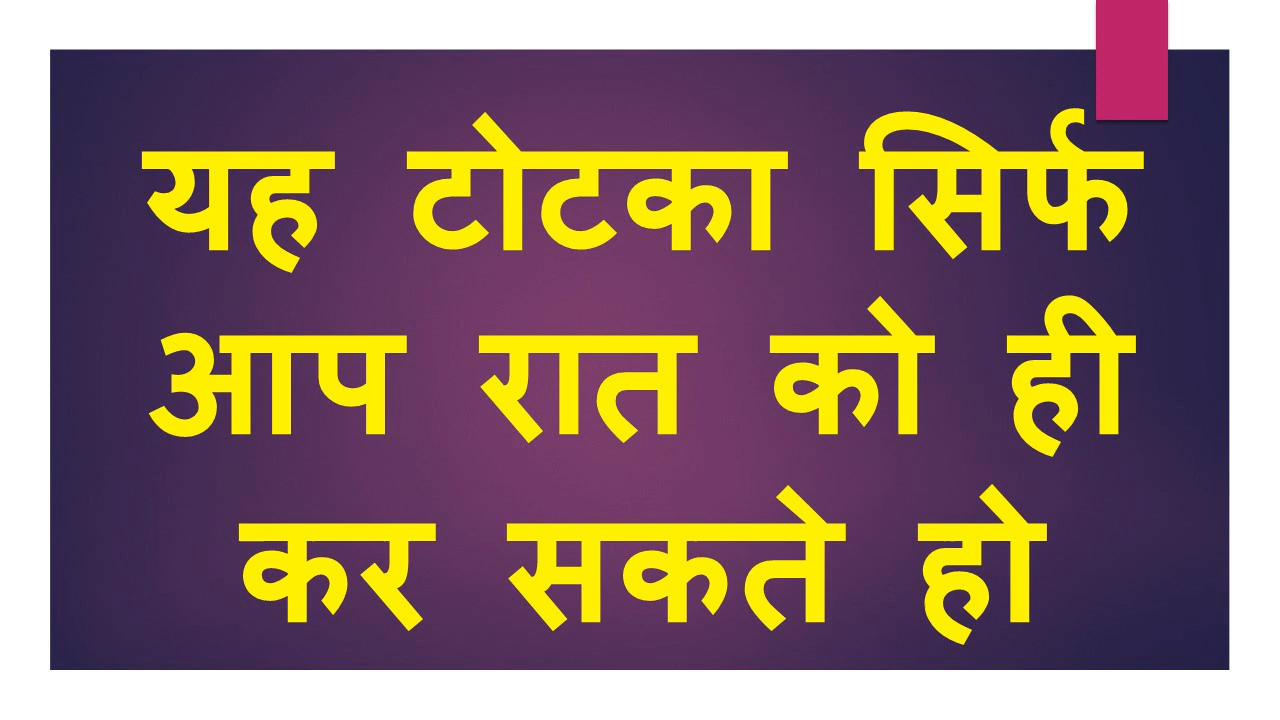 यह टोटका सिर्फ
आप रात को ही
कर सकते हो